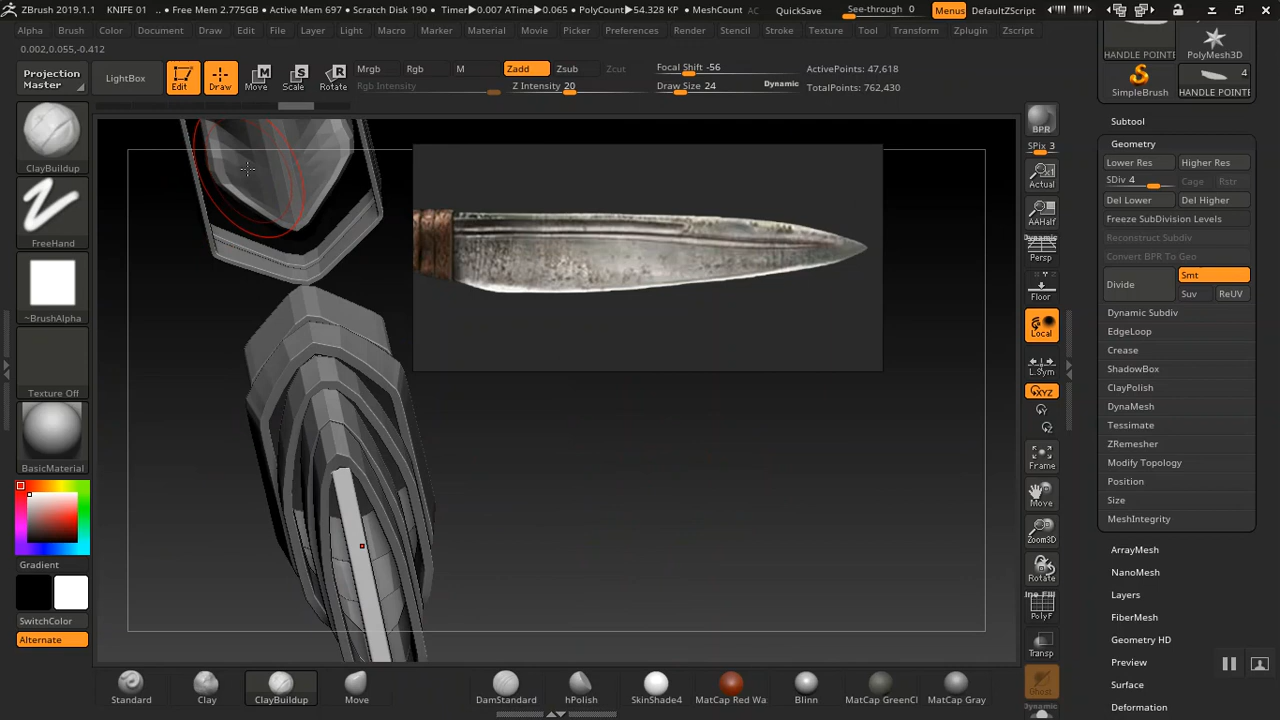 ZBrush 2019.1.1 KNIFE 01 .. • Free Mem 2.775GB • Active Mem 697 • Scratch Disk 190 • Timer▶0.007 ATime▶0.065 • PolyCount▶54.328 KP • MeshCount AC QuickSave See-through 0 Menus DefaultZScript
Alpha Brush Color Document Draw Edit File Layer Light Macro Marker Material Movie Picker Preferences Render Stencil Stroke Texture Tool Transform Zplugin Zscript
0.002,0.055,-0.412
Projection Master LightBox Edit Draw Move Scale Rotate
Mrgb Rgb M Zadd Zsub Zcut Focal Shift -56 ActivePoints: 47,618
Rgb Intensity Z Intensity 20 Draw Size 24 Dynamic TotalPoints: 762,430
HANDLE POINTE PolyMesh3D
SimpleBrush HANDLE POINTE 4
ClayBuildup
FreeHand
~BrushAlpha
Texture Off
BasicMaterial
Gradient
SwitchColor
Alternate
BPR
SPix 3
Actual
AAHalf
Dynamic
Persp
Floor
Local
L.Sym
XYZ
Y
Z
Frame
Move
Zoom3D
Rotate
Line Fill
PolyF
Transp
Ghost
Dynamic
Subtool
Geometry
Lower Res Higher Res
SDiv 4 Cage Rstr
Del Lower Del Higher
Freeze SubDivision Levels
Reconstruct Subdiv
Convert BPR To Geo
Divide Smt
Suv ReUV
Dynamic Subdiv
EdgeLoop
Crease
ShadowBox
ClayPolish
DynaMesh
Tessimate
ZRemesher
Modify Topology
Position
Size
MeshIntegrity
ArrayMesh
NanoMesh
Layers
FiberMesh
Geometry HD
Preview
Surface
Deformation
Standard Clay ClayBuildup Move DamStandard hPolish SkinShade4 MatCap Red Wa Blinn MatCap GreenCl MatCap Gray